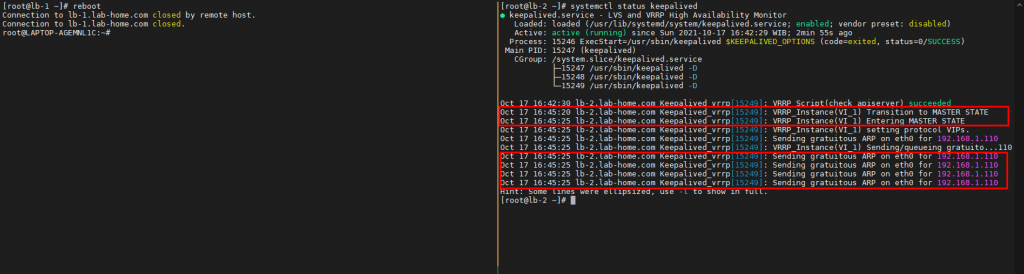 [root@lb-1 ~]# reboot
Connection to lb-1.lab-home.com closed by remote host.
Connection to lb-1.lab-home.com closed.
root@LAPTOP-AGEMNL1C:~#
[root@lb-2 ~]# systemctl status keepalived
● keepalived.service - LVS and VRRP High Availability Monitor
Loaded: loaded (/usr/lib/systemd/system/keepalived.service; enabled; vendor preset: disabled)
Active: active (running) since Sun 2021-10-17 16:42:29 WIB; 2min 55s ago
Process: 15246 ExecStart=/usr/sbin/keepalived $KEEPALIVED_OPTIONS (code=exited, status=0/SUCCESS)
Main PID: 15247 (keepalived)
CGroup: /system.slice/keepalived.service
├─15247 /usr/sbin/keepalived -D
├─15248 /usr/sbin/keepalived -D
└─15249 /usr/sbin/keepalived -D
Oct 17 16:42:30 lb-2.lab-home.com Keepalived_vrrp[15249]: VRRP_Script(check_apiserver) succeeded
Oct 17 16:45:20 lb-2.lab-home.com Keepalived_vrrp[15249]: VRRP_Instance(VI_1) Transition to MASTER STATE
Oct 17 16:45:25 lb-2.lab-home.com Keepalived_vrrp[15249]: VRRP_Instance(VI_1) Entering MASTER STATE
Oct 17 16:45:25 lb-2.lab-home.com Keepalived_vrrp[15249]: VRRP_Instance(VI_1) setting protocol VIPs.
Oct 17 16:45:25 lb-2.lab-home.com Keepalived_vrrp[15249]: Sending gratuitous ARP on eth0 for 192.168.1.110
Oct 17 16:45:25 lb-2.lab-home.com Keepalived_vrrp[15249]: VRRP_Instance(VI_1) Sending/queueing gratuito...110
Oct 17 16:45:25 lb-2.lab-home.com Keepalived_vrrp[15249]: Sending gratuitous ARP on eth0 for 192.168.1.110
Oct 17 16:45:25 lb-2.lab-home.com Keepalived_vrrp[15249]: Sending gratuitous ARP on eth0 for 192.168.1.110
Oct 17 16:45:25 lb-2.lab-home.com Keepalived_vrrp[15249]: Sending gratuitous ARP on eth0 for 192.168.1.110
Oct 17 16:45:25 lb-2.lab-home.com Keepalived_vrrp[15249]: Sending gratuitous ARP on eth0 for 192.168.1.110
Hint: Some lines were ellipsized, use -l to show in full.
[root@lb-2 ~]#